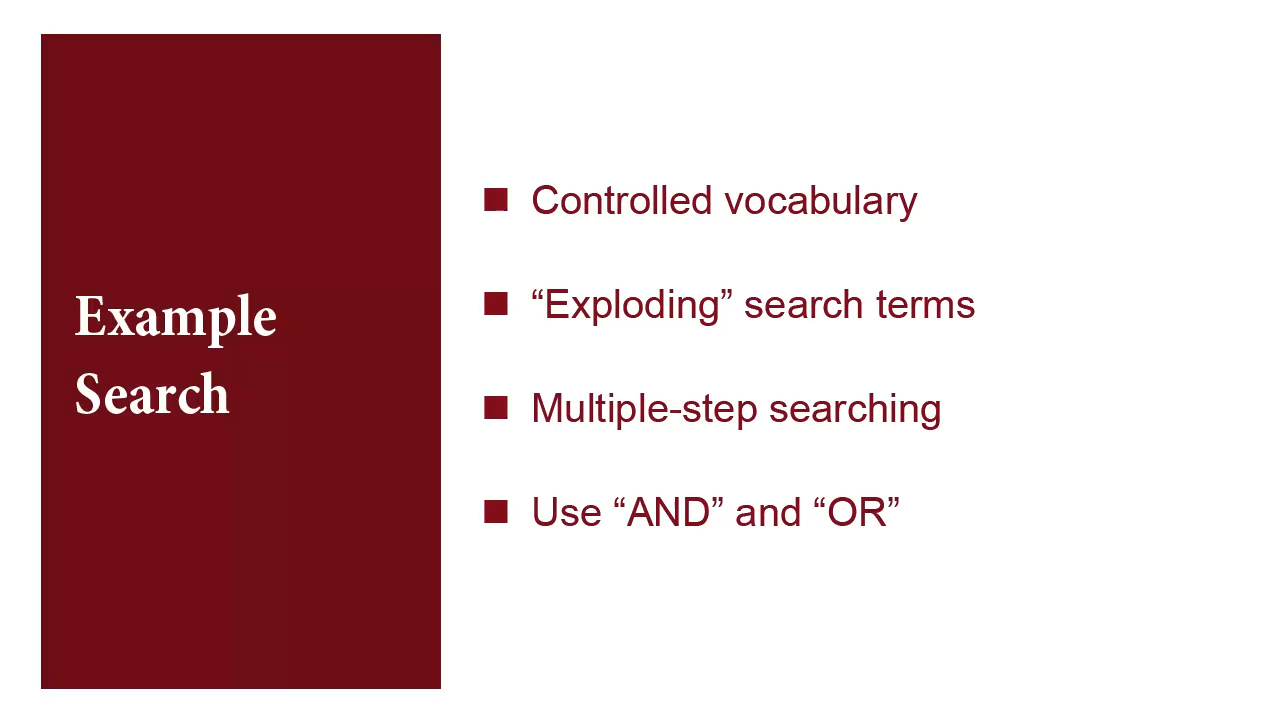 Example
Search
Controlled vocabulary
“Exploding” search terms
Multiple-step searching
Use “AND” and “OR”